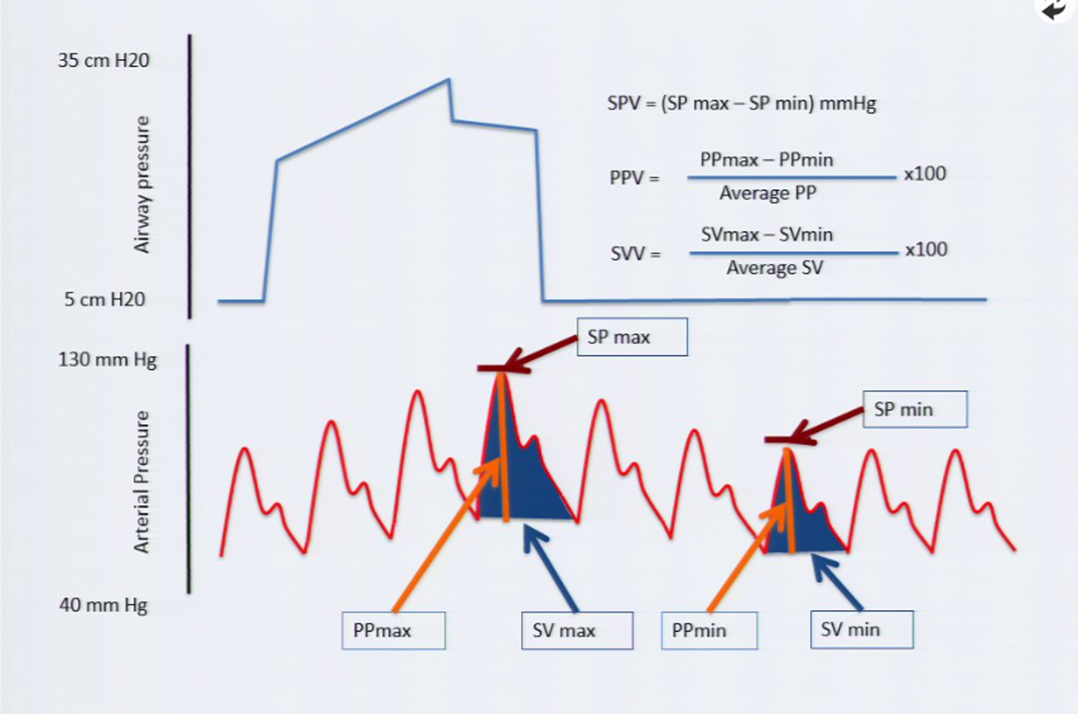 35 cm H20
Airway pressure
5 cm H20
SPV = (SP max – SP min) mmHg
PPV =
PPmax – PPmin
Average PP
x100
SVV =
SVmax – SVmin
Average SV
x100
130 mm Hg
Arterial Pressure
40 mm Hg
SP max
SP min
PPmax
SV max
PPmin
SV min